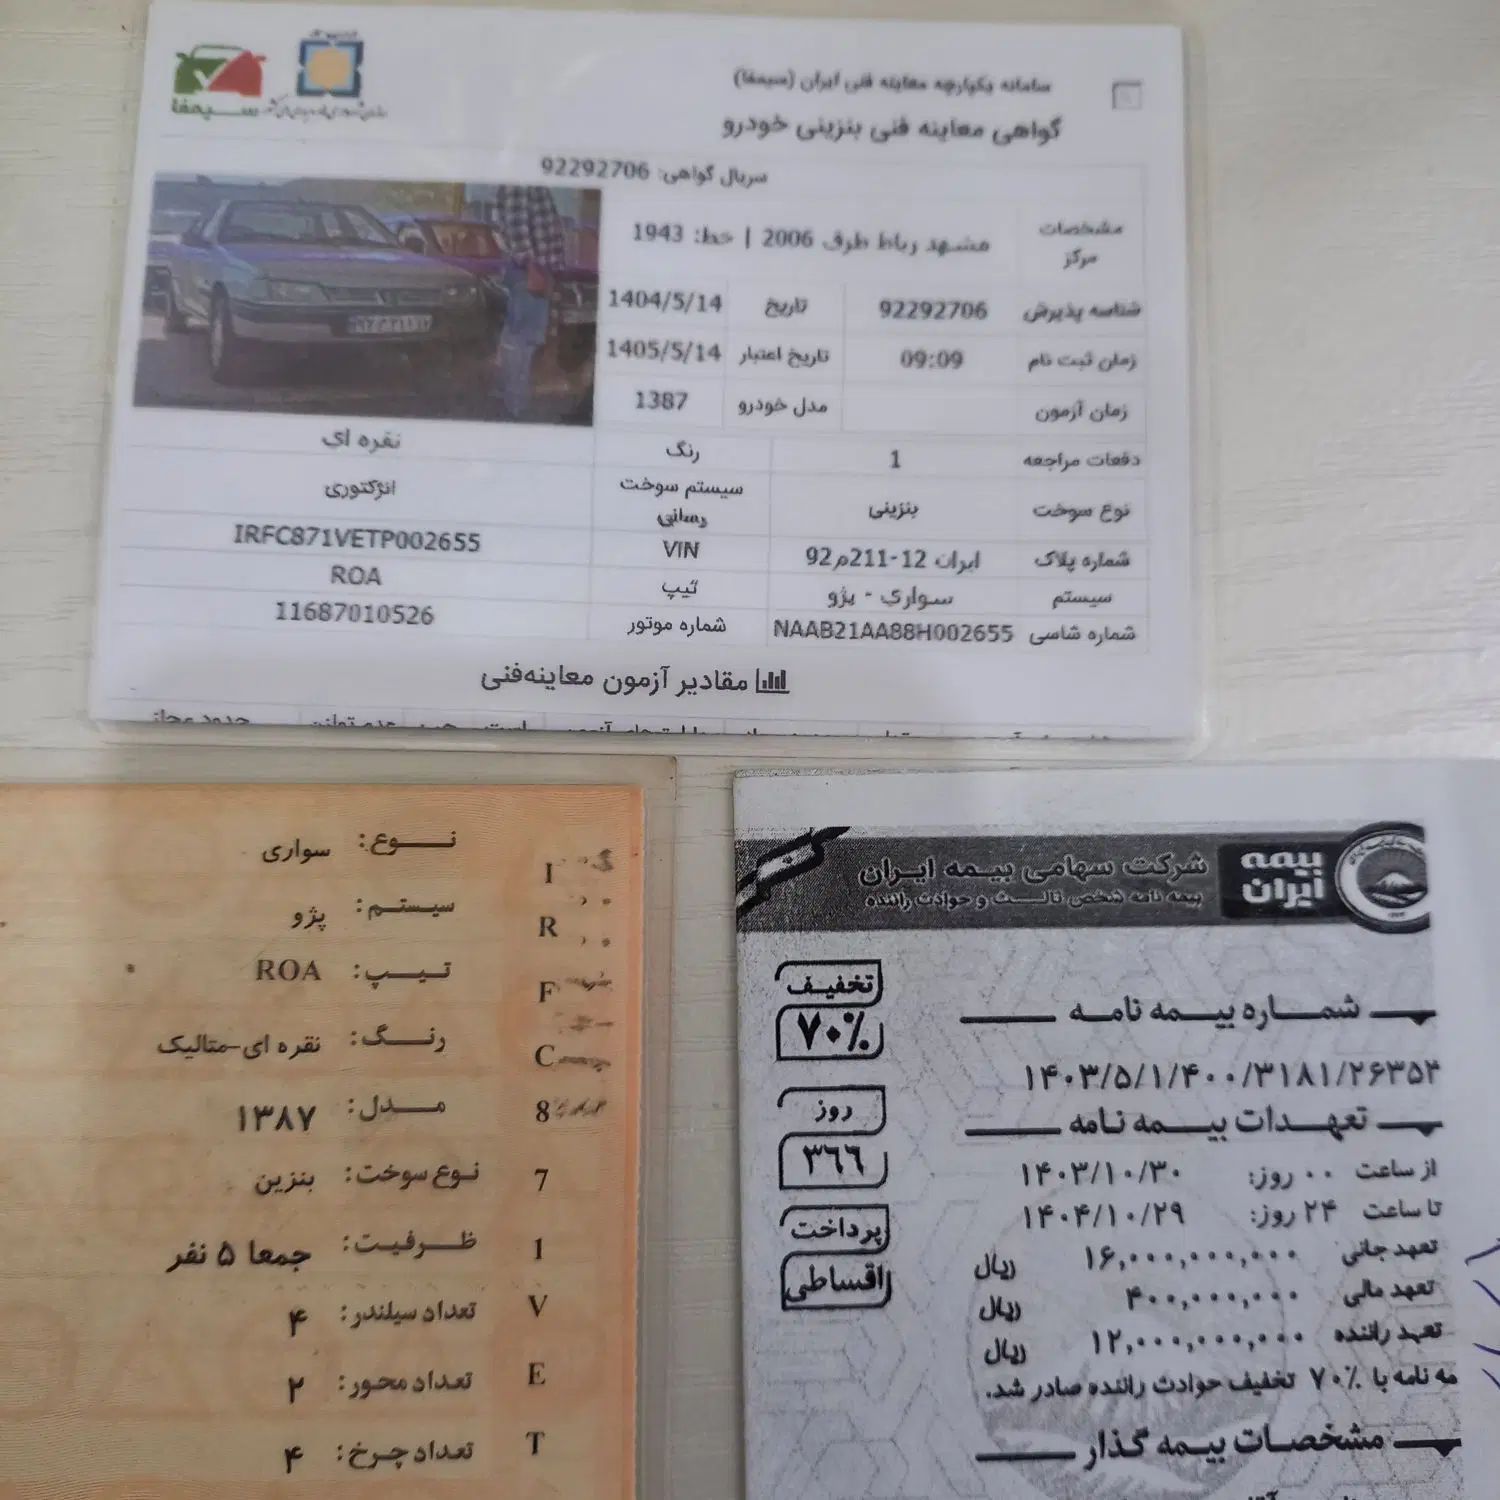 سیمفا
سامانه یکپارچه معاینه فنی ایران (سیمفا)
گواهی معاینه فنی بنزینی خودرو
سریال گواهی: 92292706
مشخصات مرکز
مشهد رباط طرق 2006 | خط: 1943
شناسه پذیرش 92292706 تاریخ 1404/5/14
زمان ثبت نام 09:09 تاریخ اعتبار 1405/5/14
زمان آزمون مدل خودرو 1387
دفعات مراجعه 1 رنگ نقره ای
نوع سوخت بنزینی سیستم سوخت رسانی انژکتوری
شماره پلاک ایران 12-211م92 VIN IRFC871VETP002655
سیستم سواری - پژو تیپ ROA
شماره شاسی NAAB21AA88H002655 شماره موتور 11687010526
مقادیر آزمون معاینه‌فنی
نوع: سواری
سیستم: پژو
تیپ: ROA
رنگ: نقره ای-متالیک
مدل: ۱۳۸۷
نوع سوخت: بنزین
ظرفیت: جمعا ۵ نفر
تعداد سیلندر: ۴
تعداد محور: ۲
تعداد چرخ: ۴
I
R
F
C
8
7
1
V
E
T
بیمه ایران
شرکت سهامی بیمه ایران
بیمه نامه شخص ثالث و حوادث راننده
تخفیف
۷۰٪
روز
۳۶۶
پرداخت
اقساطی
شماره بیمه نامه
۱۴۰۳/۵/۱/۴۰۰/۳۱۸۱/۲۶۳۵۲
تعهدات بیمه نامه
از ساعت ۰۰ روز: ۱۴۰۳/۱۰/۳۰
تا ساعت ۲۴ روز: ۱۴۰۴/۱۰/۲۹
تعهد جانی ۱۶,۰۰۰,۰۰۰,۰۰۰ ریال
تعهد مالی ۴۰۰,۰۰۰,۰۰۰ ریال
تعهد راننده ۱۲,۰۰۰,۰۰۰,۰۰۰ ریال
مه نامه با ۷۰٪ تخفیف حوادث راننده صادر شد.
مشخصات بیمه گذار